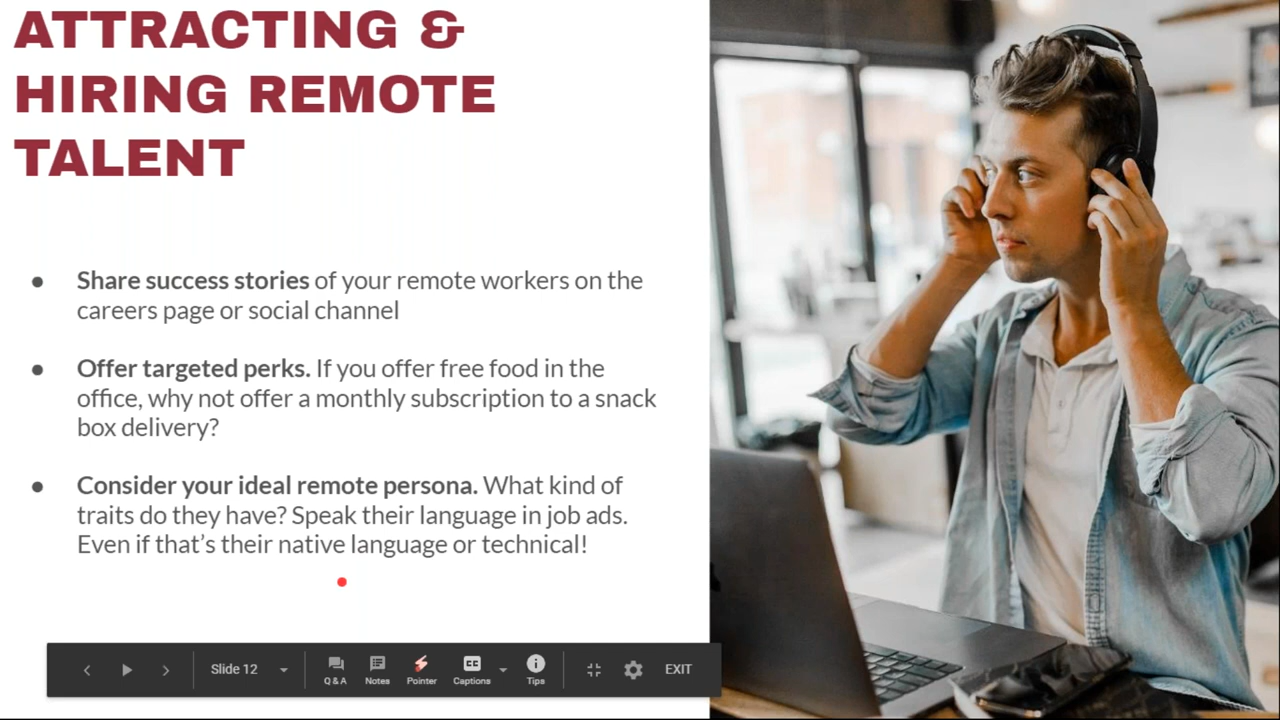 ATTRACTING &
HIRING REMOTE
TALENT
● Share success stories of your remote workers on the
careers page or social channel
● Offer targeted perks. If you offer free food in the
office, why not offer a monthly subscription to a snack
box delivery?
● Consider your ideal remote persona. What kind of
traits do they have? Speak their language in job ads.
Even if that's their native language or technical!
Slide 12 Q & A Notes Pointer CC Captions Tips EXIT